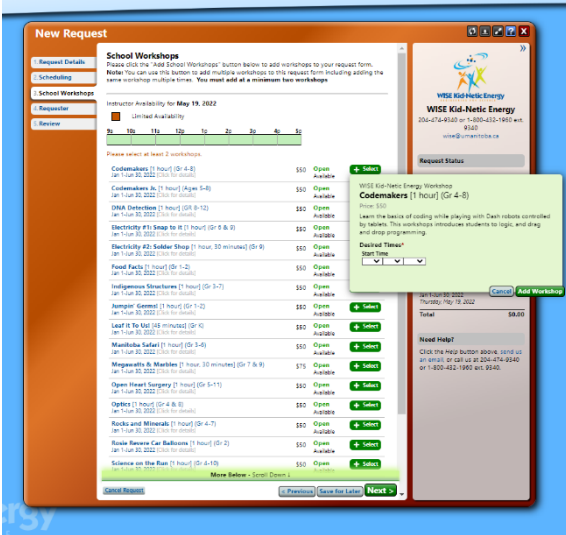 New Request
1. Request Details
2. Scheduling
3. School Workshops
4. Requester
5. Review
School Workshops
Please click the "Add School Workshops" button below to add workshops to your request form.
Note: You can use this button to add multiple workshops to this request form including adding the
same workshop multiple times. You must add at a minimum two workshops
Instructor Availability for May 19, 2022
Limited Availability
9a 10a 11a 12p 1p 2p 3p 4p 5p
Please select at least 2 workshops.
Codemakers [1 hour] (Gr 4-8) $50 Open + Select
Jan 1-Jun 30, 2022 (Click for details) Available
Codemakers Jr. [1 hour] (Ages 5-8) $50 Open
Jan 1-Jun 30, 2022 (Click for details) Available
DNA Detection [1 hour] (GR 8-12) $50 Open
Jan 1-Jun 30, 2022 (Click for details) Available
Electricity #1: Snap to It [1 hour] (Gr 6 & 9) $50 Open
Jan 1-Jun 30, 2022 (Click for details) Available
Electricity #2: Solder Shop [1 hour, 30 minutes] (Gr 9) $80 Open
Jan 1-Jun 30, 2022 (Click for details) Available
Food Facts [1 hour] (Gr 1-2) $50 Open
Jan 1-Jun 30, 2022 (Click for details) Available
Indigenous Structures [1 hour] (Gr 3-7) $50 Open
Jan 1-Jun 30, 2022 (Click for details) Available
Jumpin' Germs! [1 hour] (Gr 1-2) $50 Open + Select
Jan 1-Jun 30, 2022 (Click for details) Available
Leaf It To Us! [45 minutes] (Gr K) $50 Open + Select
Jan 1-Jun 30, 2022 (Click for details) Available
Manitoba Safari [1 hour] (Gr 5-6) $50 Open + Select
Jan 1-Jun 30, 2022 (Click for details) Available
Megawatts & Marbles [1 hour, 30 minutes] (Gr 7 & 9) $75 Open + Select
Jan 1-Jun 30, 2022 (Click for details) Available
Open Heart Surgery [1 hour] (Gr 5-11) $50 Open + Select
Jan 1-Jun 30, 2022 (Click for details) Available
Optics [1 hour] (Gr 4 & 8) $50 Open + Select
Jan 1-Jun 30, 2022 (Click for details) Available
Rocks and Minerals [1 hour] (Gr 4-7) $50 Open + Select
Jan 1-Jun 30, 2022 (Click for details) Available
Rosie Revere Car Balloons [1 hour] (Gr 2) $50 Open + Select
Jan 1-Jun 30, 2022 (Click for details) Available
Science on the Run [1 hour] (Gr 4-10) $50 Open + Select
More Below - Scroll Down ↓
Cancel Request
< Previous Save for Later Next >
WISE Kid-Netic Energy
WISE Kid-Netic Energy
204-474-9340 or 1-800-432-1960 ext.
9340
wise@umanitoba.ca
Request Status
WISE Kid-Netic Energy Workshop
Codemakers [1 hour] (Gr 4-8)
Price: $50
Learn the basics of coding while playing with Dash robots controlled
by tablets. This workshops introduces students to logic, and drag
and drop programming.
Desired Times*
Start Time
Cancel Add Workshop
Jan 1-Jun 30, 2022
Thursday, May 19, 2022
Total $0.00
Need Help?
Click the Help button above, send us
an email, or call us at 204-474-9340
or 1-800-432-1960 ext. 9340.
ergy